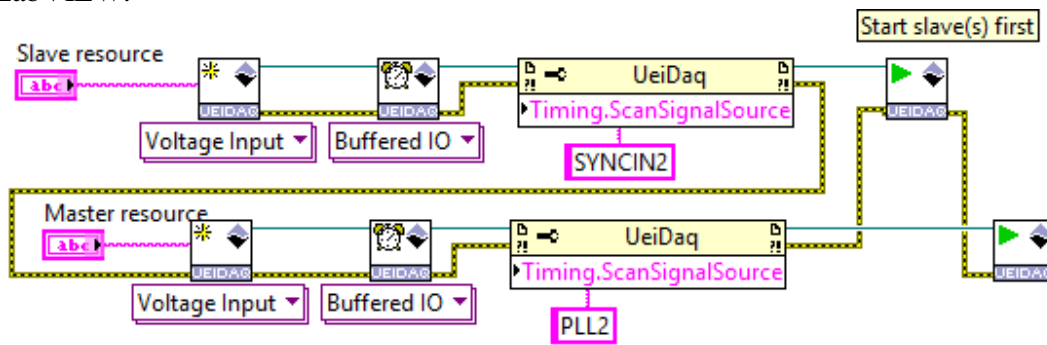 Start slave(s) first
Slave resource
abc
UEIDAQ
UEIDAQ
UeiDaq
UEIDAQ
Timing.ScanSignalSource
Voltage Input
Buffered IO
SYNCIN2
Master resource
abc
UEIDAQ
UEIDAQ
UeiDaq
UEIDAQ
Timing.ScanSignalSource
Voltage Input
Buffered IO
PLL2